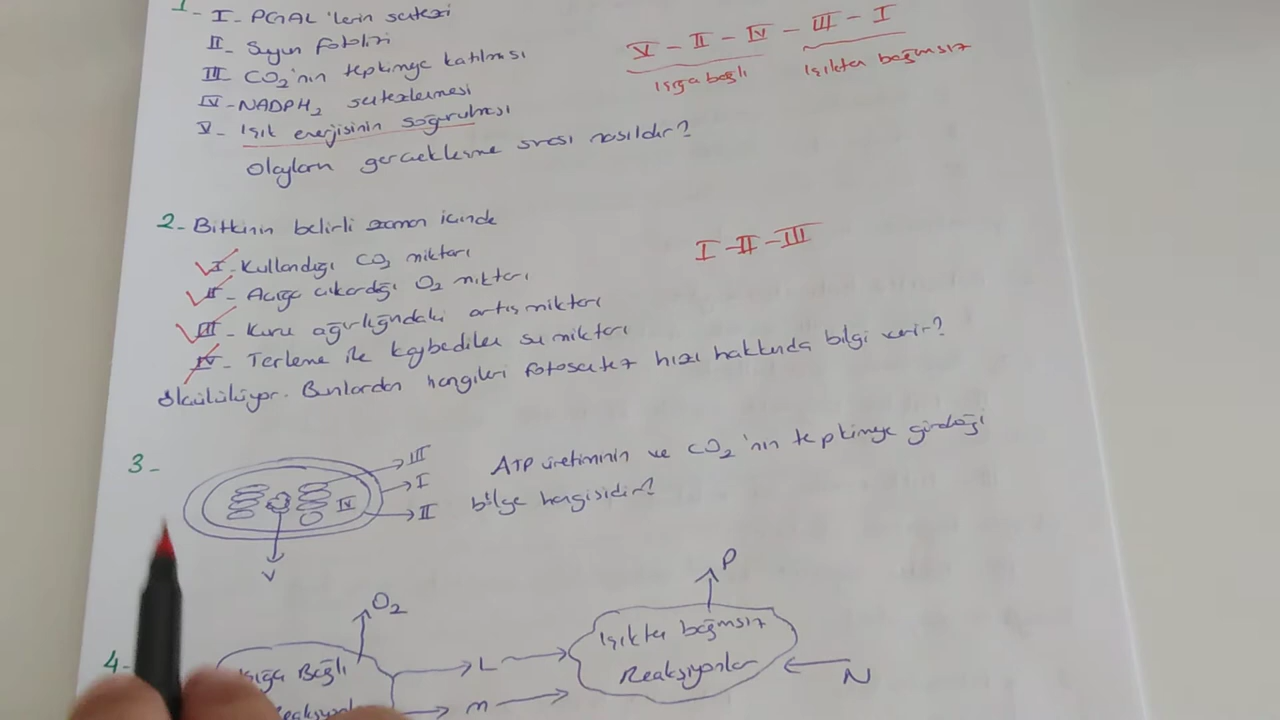 1- I- PGAL 'lerin sentezi
II- Suyun fotolizi
III- CO2'nin tepkimeye katılması
IV- NADPH2 sentezlenmesi
V- Işık enerjisinin soğurulması
Olayların gerçekleşme sırası nasıldır?
V - II - IV - III - I
Işığa bağlı
Işıktan bağımsız
2- Bitkinin belirli zaman içinde
I- Kullandığı CO2 miktarı
II- Açığa çıkardığı O2 miktarı
III- Kuru ağırlığındaki artış miktarı
IV- Terleme ile kaybedilen su miktarı
ölçülülüyor. Bunlardan hangileri fotosentez hızı hakkında bilgi verir?
I - II - III
3-
III
I
II
IV
V
ATP üretiminin ve CO2'nin tepkimeye girdiği
bölge hangisidir?
4-
O2
Işığa Bağlı
Reaksiyonlar
L
m
P
Işıktan bağımsız
Reaksiyonlar
N